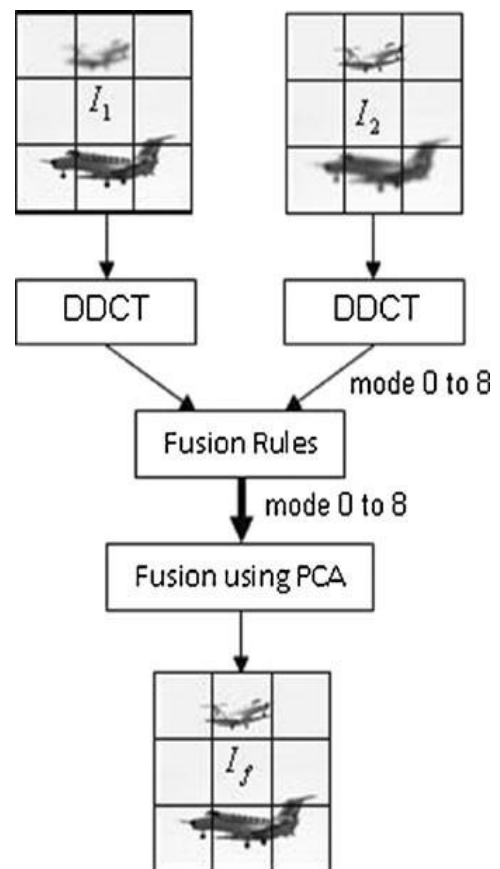 I1
I2
DDCT
DDCT
mode 0 to 8
Fusion Rules
mode 0 to 8
Fusion using PCA
If